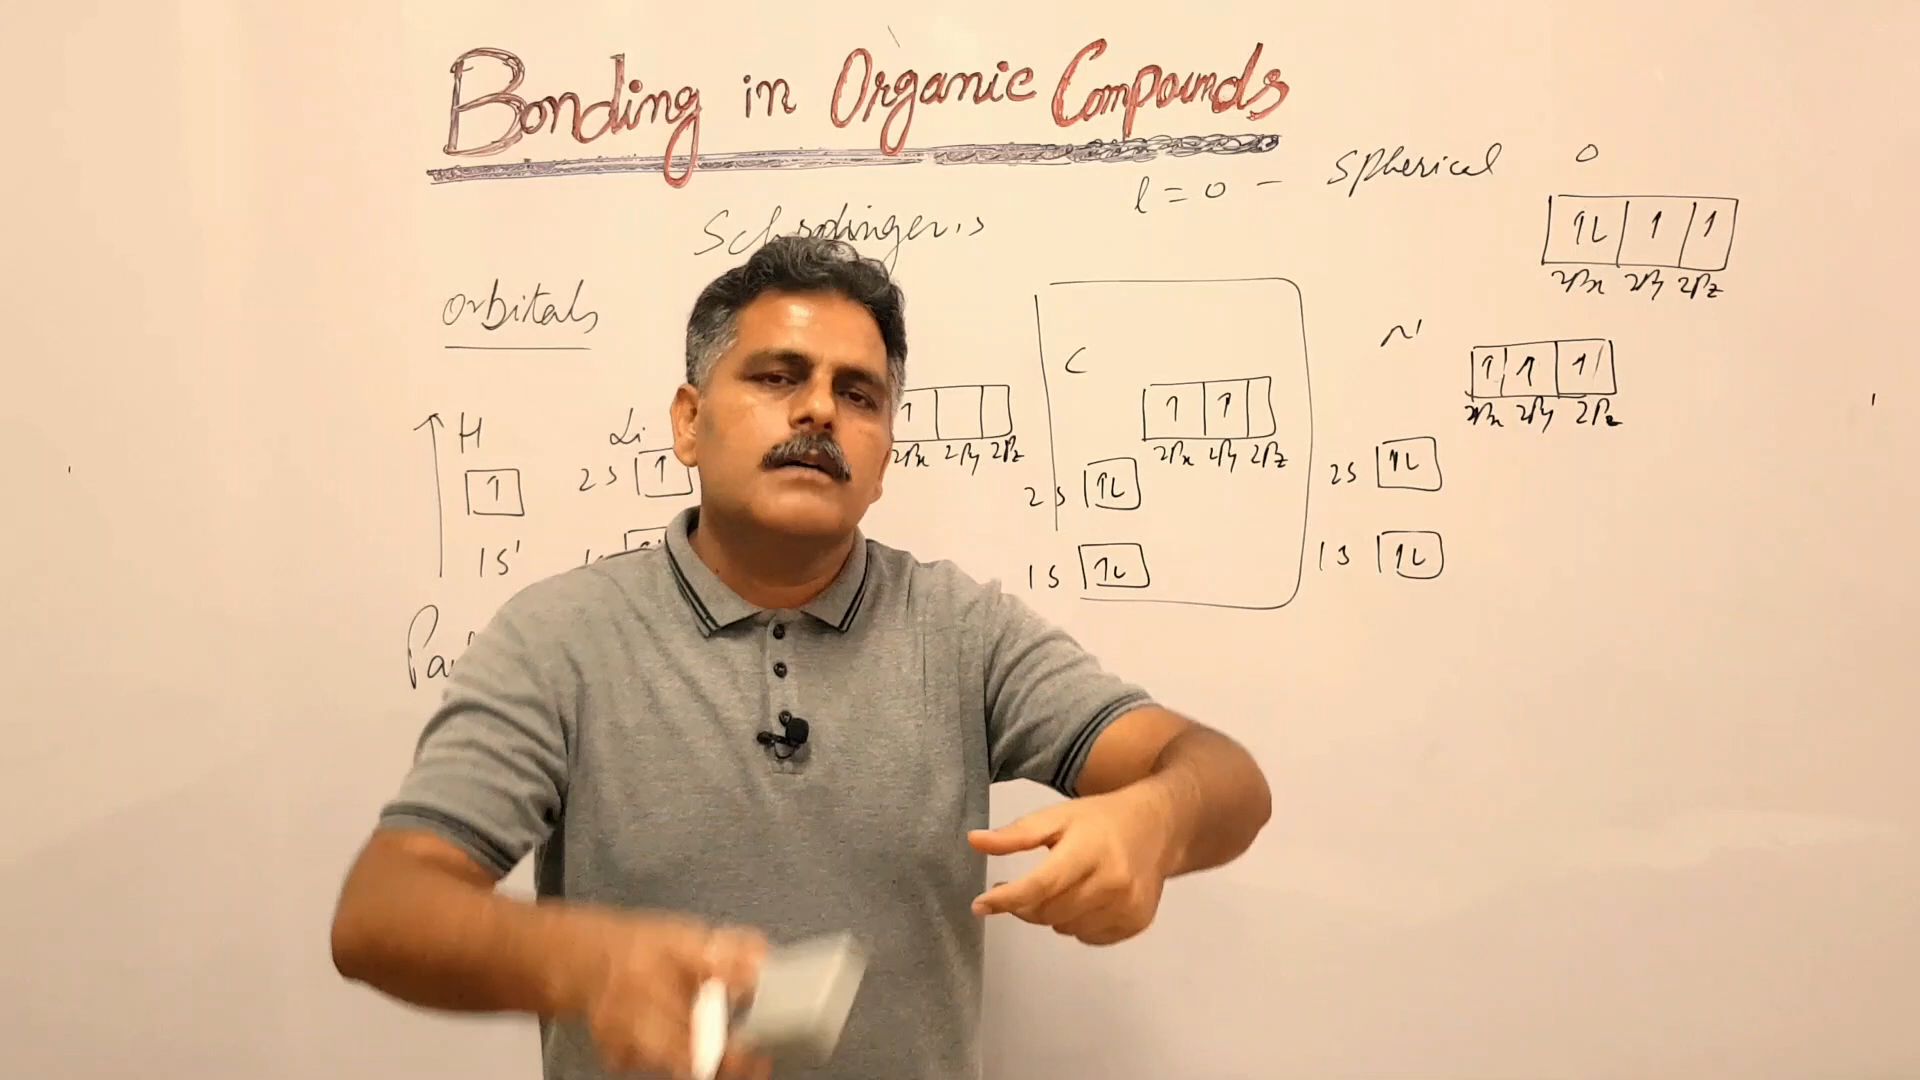 Bonding in Organic Compounds
l = 0 - Spherical
O
Schrodinger's
↑↓ ↑ ↑
2Px 2Py 2Pz
Orbitals
N
C
↑ ↑ ↑
2Px 2Py 2Pz
H
Li
↑
↑ ↑
2Px 2Py 2Pz
2Px 2Py 2Pz
↑
2S ↑
2S ↑↓
2S ↑↓
1S'
1S ↑↓
1S ↑↓